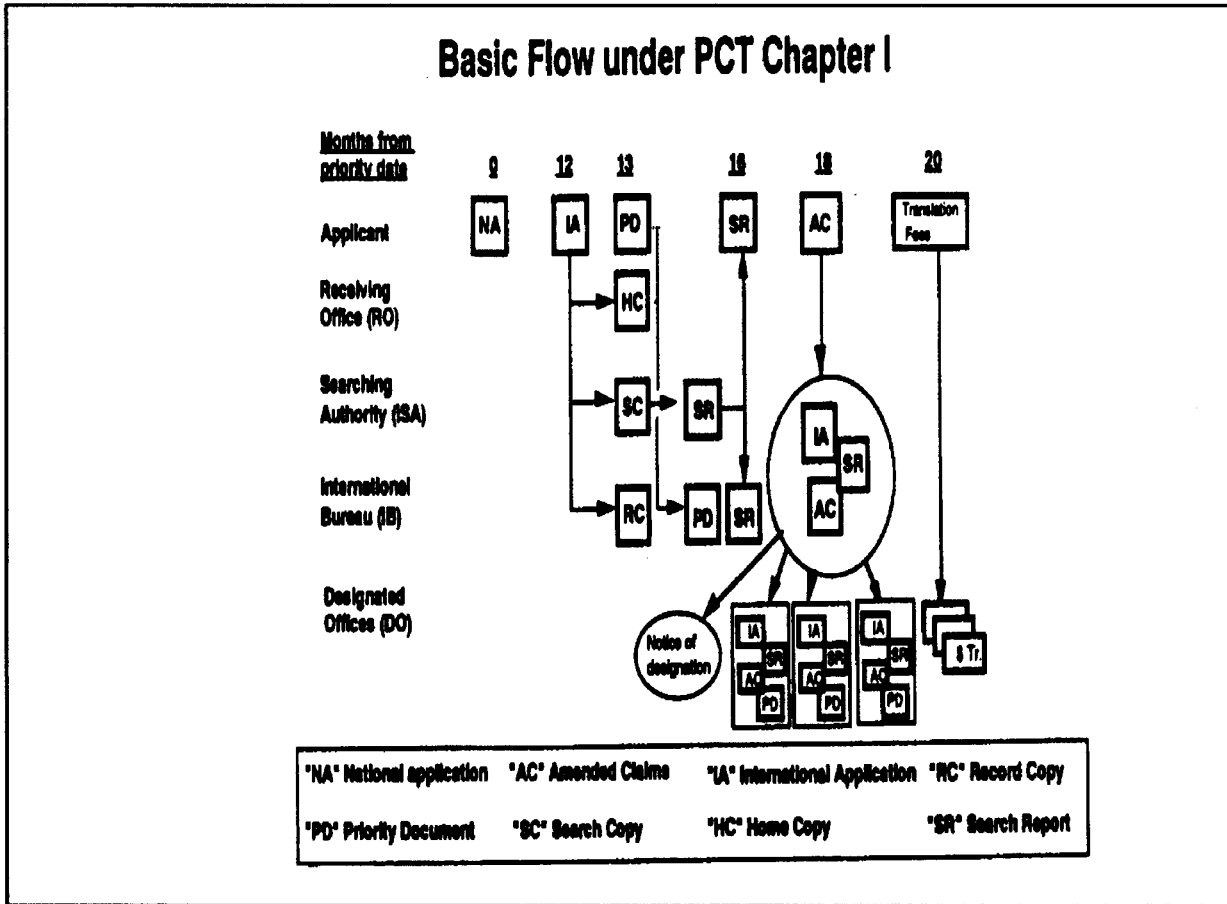 Basic Flow under PCT Chapter I
Months from
priority date
0 12 13 16 18 20
Applicant
NA IA PD SR AC
Translation
Fees
Receiving
Office (RO)
HC
Searching
Authority (ISA)
SC SR
IA
SR
AC
International
Bureau (IB)
RC PD SR
Designated
Offices (DO)
Notice of
designation
IA SR AC PD
IA SR AC PD
IA SR AC PD
$ Tr.
"NA" National application "AC" Amended Claims "IA" International Application "RC" Record Copy
"PD" Priority Document "SC" Search Copy "HC" Home Copy "SR" Search Report